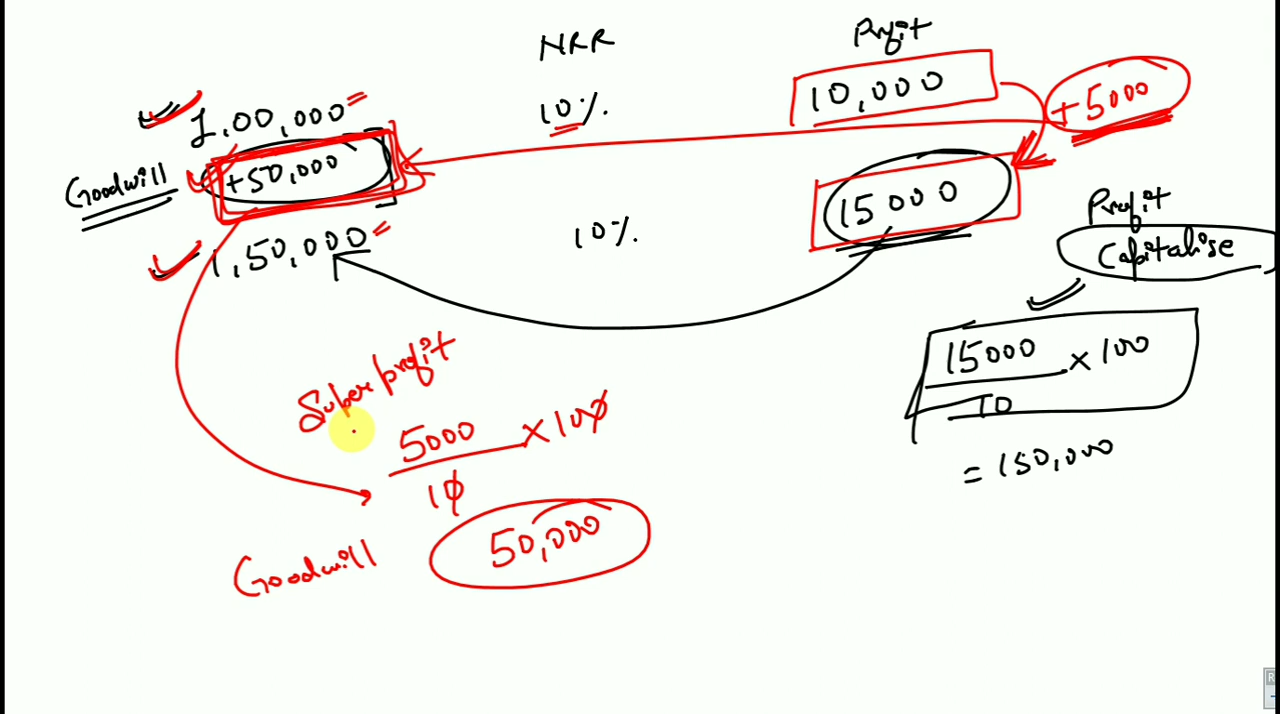 NRR
Profit
1,00,000=
10%.
10,000
+5000
Goodwill
+50,000
1,50,000=
10%.
15000
Profit
Capitalise
15000
x 100
10
= 150,000
Super profit
5000
x 100
10
Goodwill
50,000
R